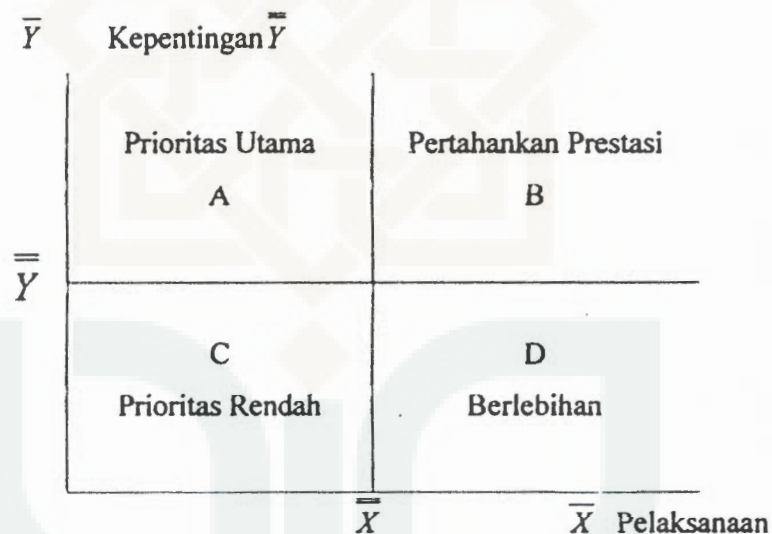 Y̅ Kepentingan Y̿
Prioritas Utama Pertahankan Prestasi
A B
Y̿
C D
Prioritas Rendah Berlebihan
X̿ X̅ Pelaksanaan